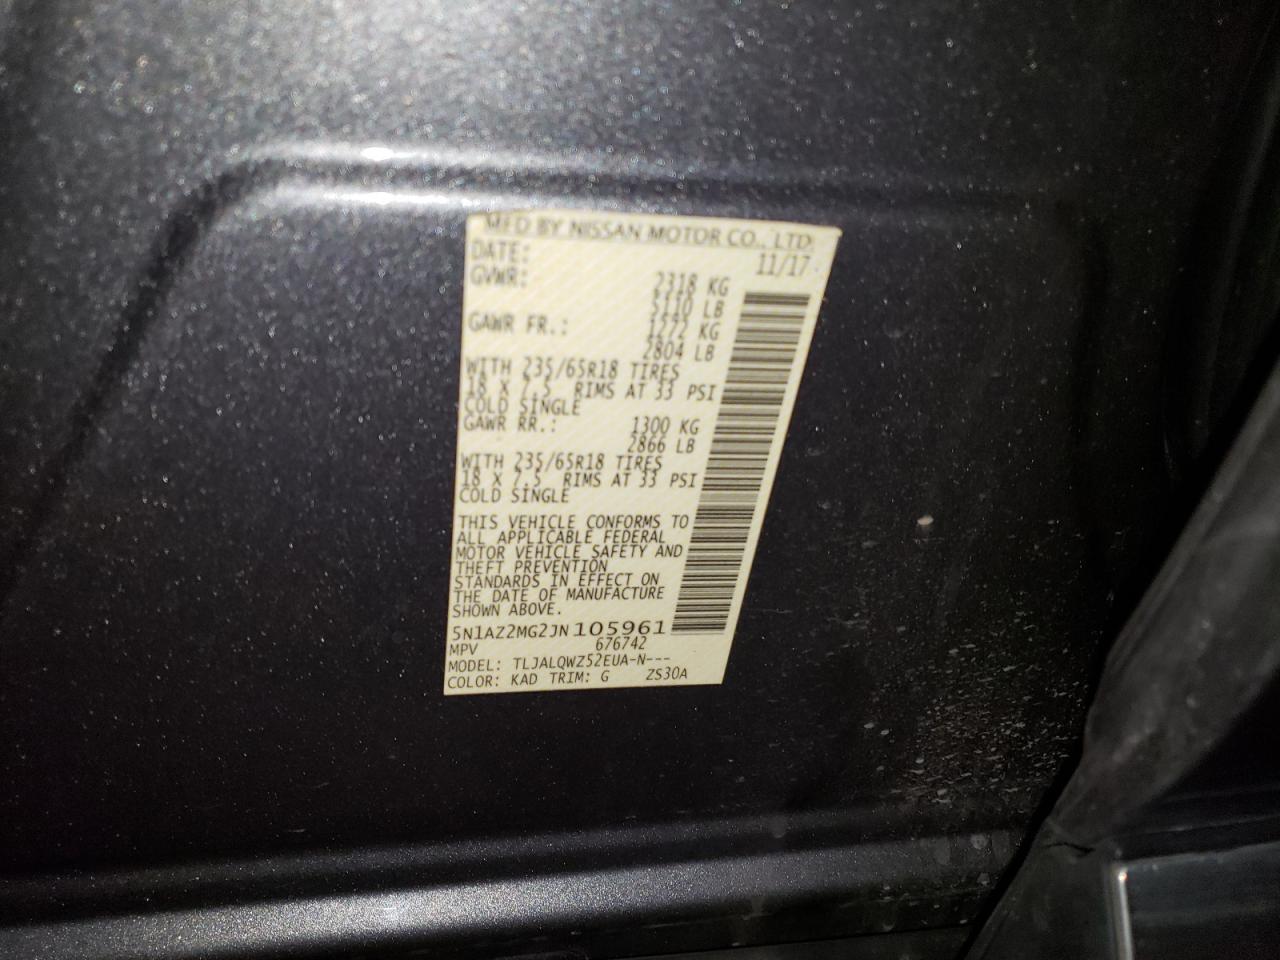 MFD BY NISSAN MOTOR CO., LTD.
DATE: 11/17
GVWR: 2318 KG
5110 LB
GAWR FR.: 1272 KG
2804 LB
WITH 235/65R18 TIRES
18 X 7.5 RIMS AT 33 PSI
COLD SINGLE
GAWR RR.: 1300 KG
2866 LB
WITH 235/65R18 TIRES
18 X 7.5 RIMS AT 33 PSI
COLD SINGLE
THIS VEHICLE CONFORMS TO
ALL APPLICABLE FEDERAL
MOTOR VEHICLE SAFETY AND
THEFT PREVENTION
STANDARDS IN EFFECT ON
THE DATE OF MANUFACTURE
SHOWN ABOVE.
5N1AZ2MG2JN105961
MPV 676742
MODEL: TLJALQWZ52EUA-N---
COLOR: KAD TRIM: G ZS30A